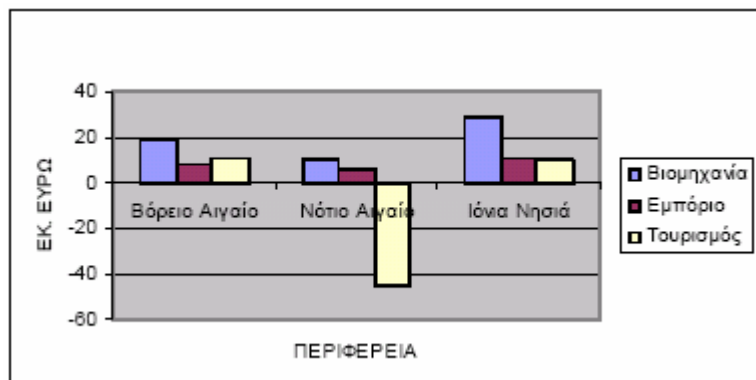 40
20
0
-20
-40
-60
ΕΚ. ΕΥΡΩ
Βόρειο Αιγαίο
Νότιο Αιγαίο
Ιόνια Νησιά
ΠΕΡΙΦΕΡΕΙΑ
Βιομηχανία
Εμπόριο
Τουρισμός